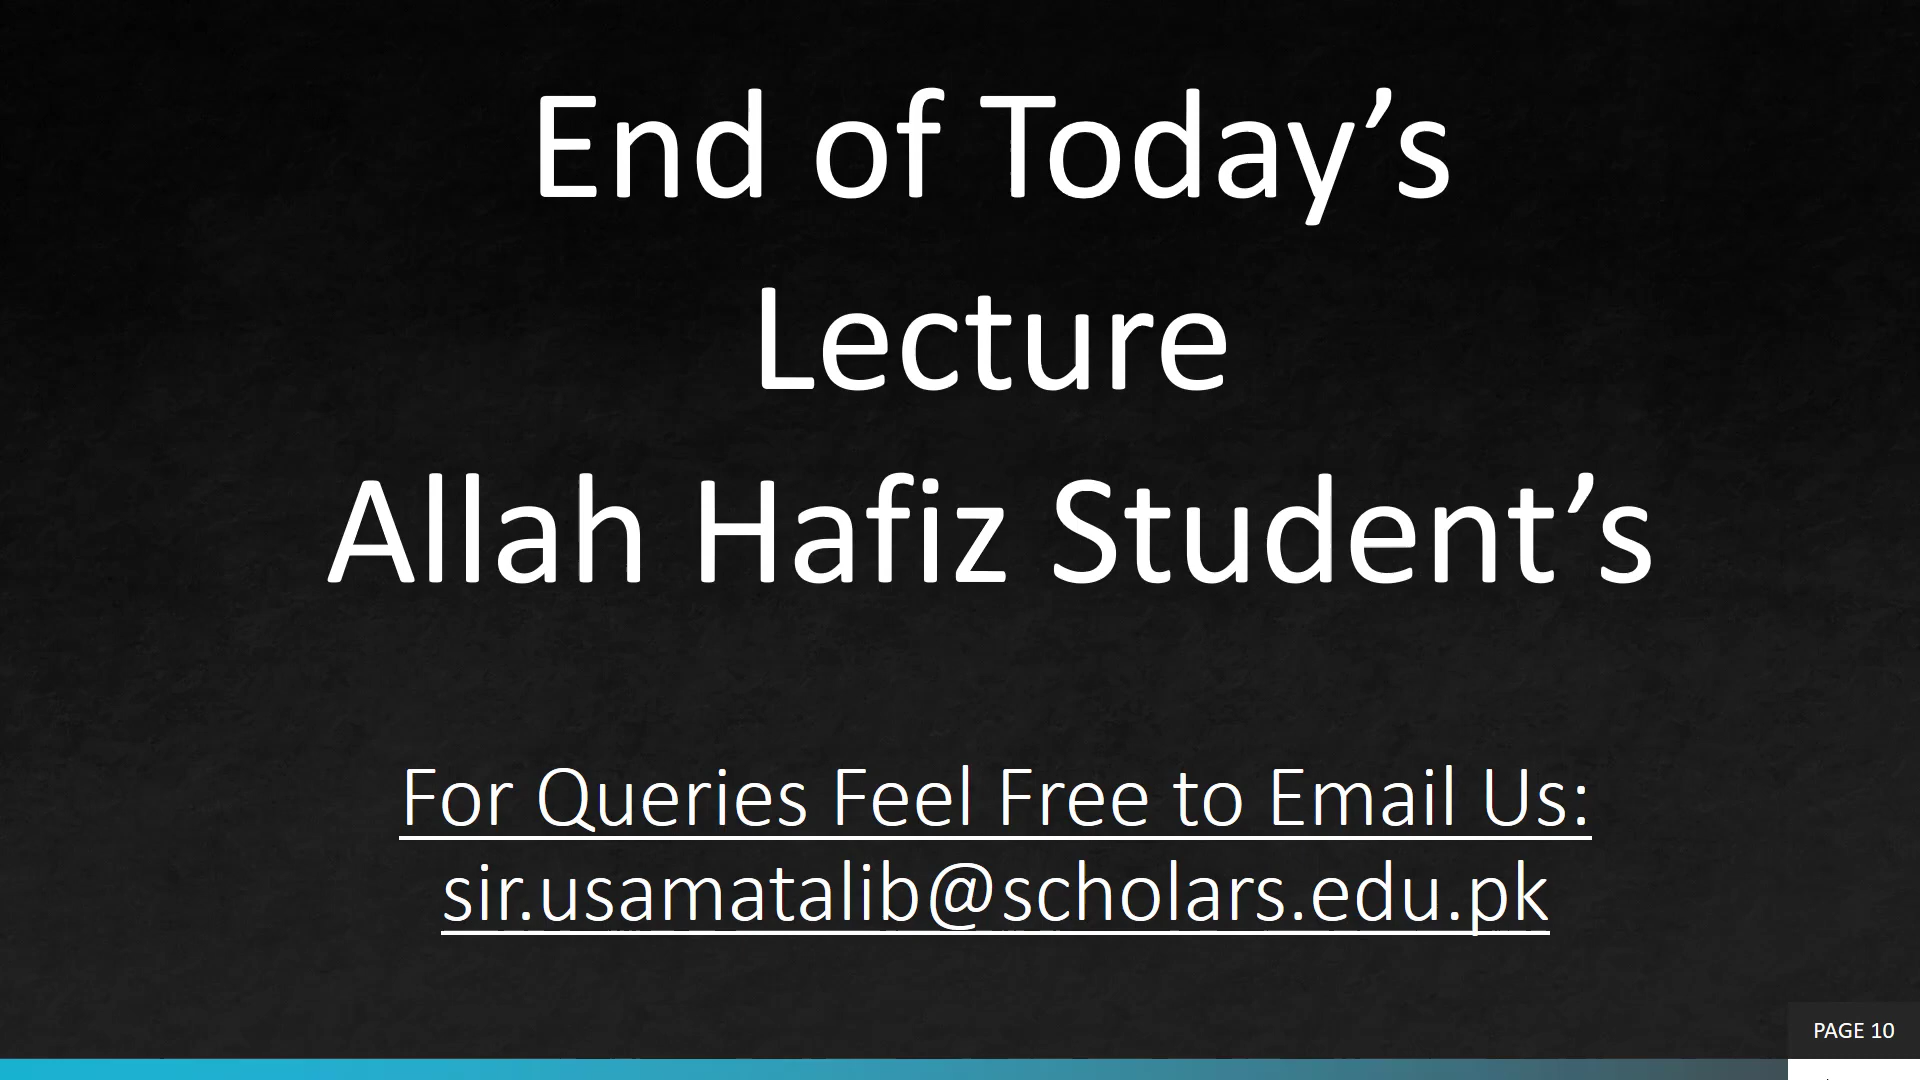 End of Today’s
Lecture
Allah Hafiz Student’s
For Queries Feel Free to Email Us:
sir.usamatalib@scholars.edu.pk
PAGE 10